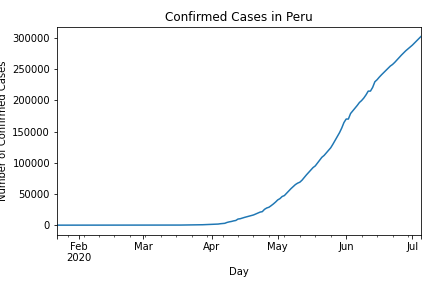 Confirmed Cases in Peru
Number of Confirmed Cases
300000
250000
200000
150000
100000
50000
0
Feb
2020
Mar
Apr
May
Jun
Jul
Day